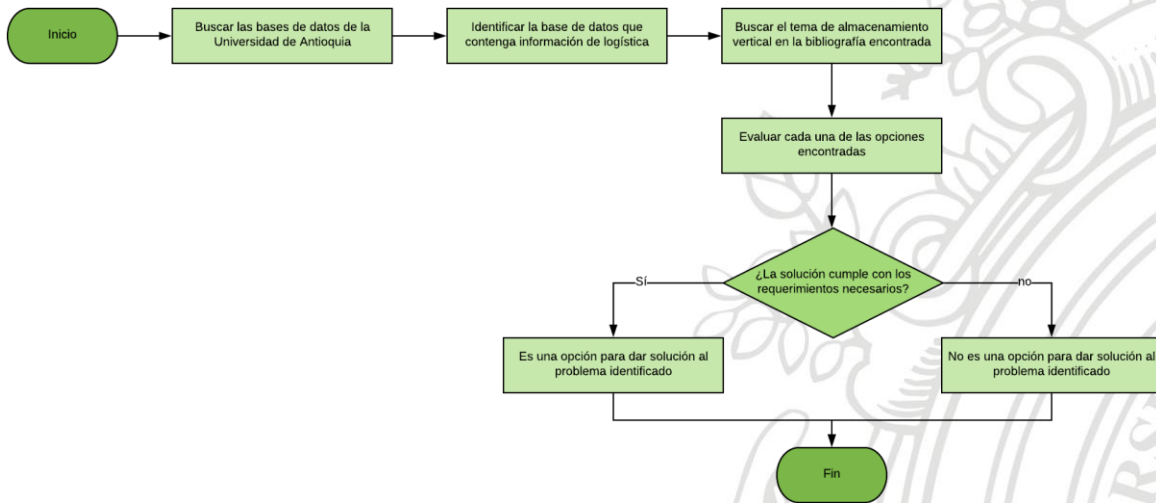 Inicio
Buscar las bases de datos de la
Universidad de Antioquia
Identificar la base de datos que
contenga información de logística
Buscar el tema de almacenamiento
vertical en la bibliografía encontrada
Evaluar cada una de las opciones
encontradas
¿La solución cumple con los
requerimientos necesarios?
Sí
no
Es una opción para dar solución al
problema identificado
No es una opción para dar solución al
problema identificado
Fin